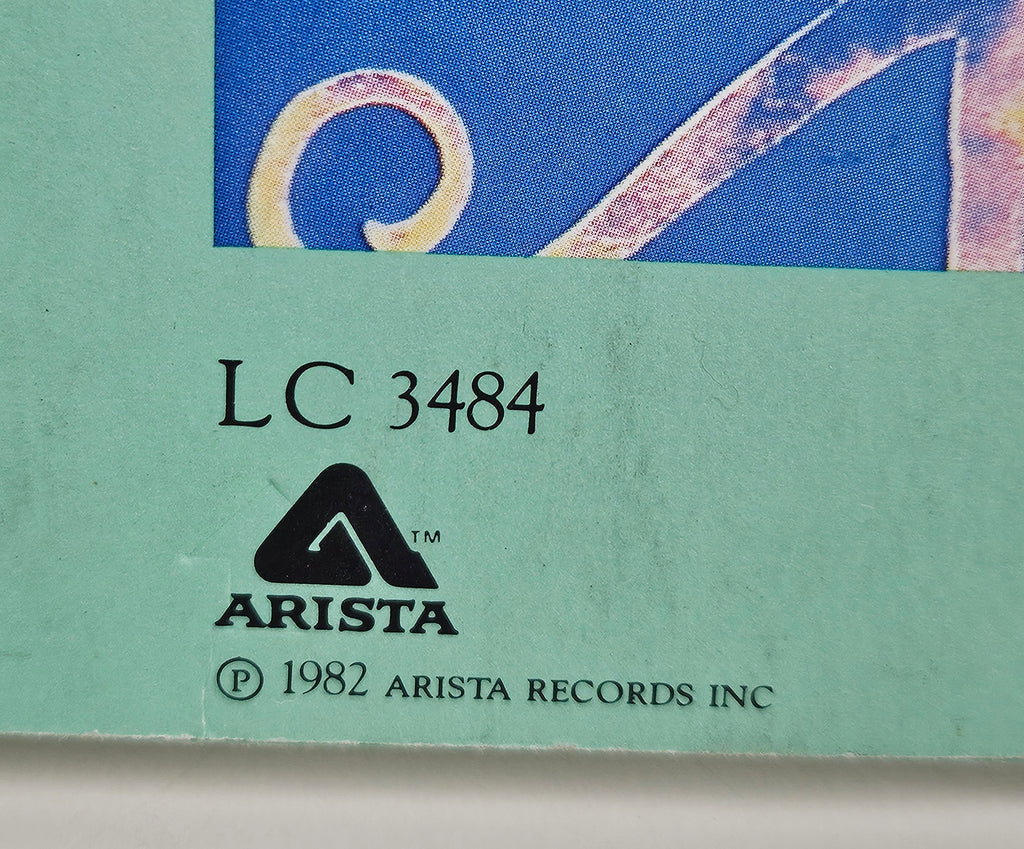 LC 3484
TM
ARISTA
℗ 1982 ARISTA RECORDS INC